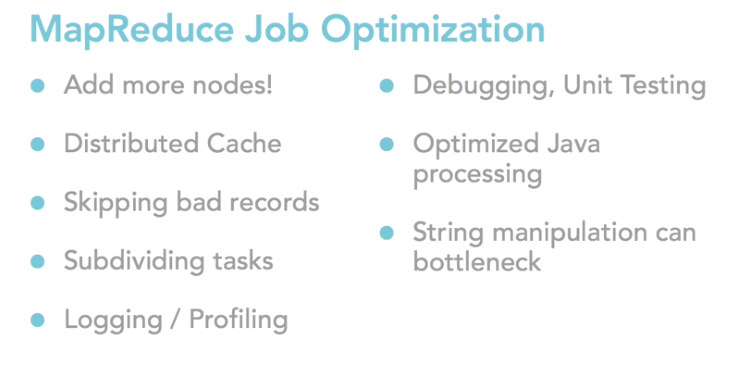 MapReduce Job Optimization
Add more nodes!
Distributed Cache
Skipping bad records
Subdividing tasks
Logging / Profiling
Debugging, Unit Testing
Optimized Java
processing
String manipulation can
bottleneck